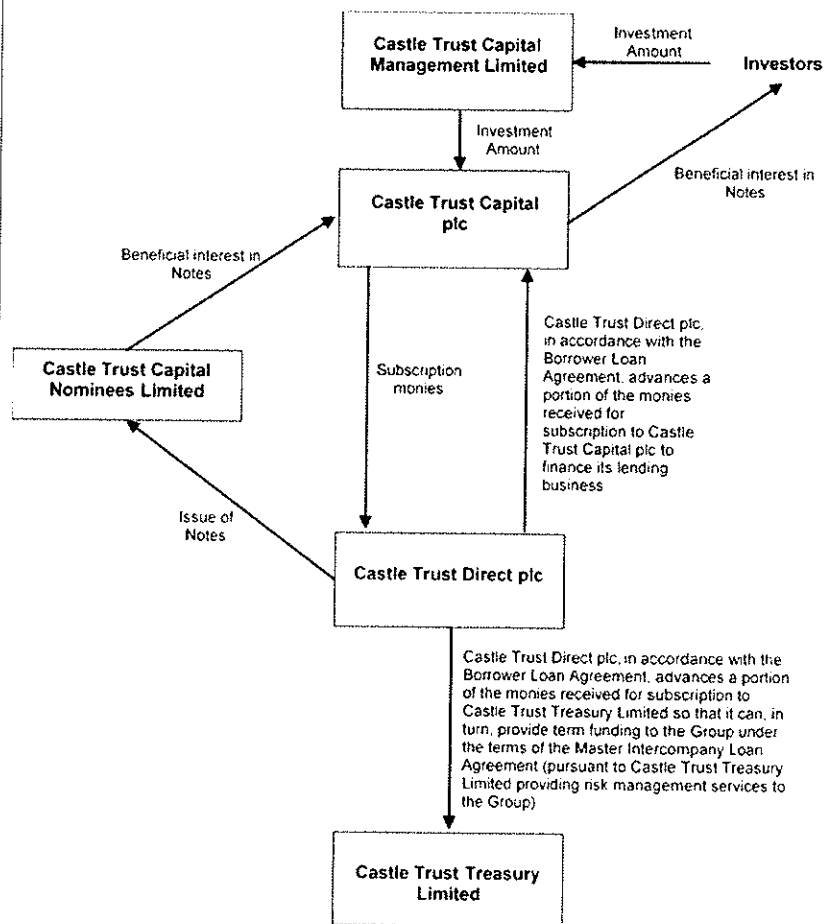 Castle Trust Capital
Management Limited
Investment
Amount
Investors
Investment
Amount
Castle Trust Capital
plc
Beneficial interest in
Notes
Beneficial interest in
Notes
Castle Trust Capital
Nominees Limited
Subscription
monies
Castle Trust Direct plc,
in accordance with the
Borrower Loan
Agreement, advances a
portion of the monies
received for
subscription to Castle
Trust Capital plc to
finance its lending
business
Issue of
Notes
Castle Trust Direct plc
Castle Trust Direct plc, in accordance with the
Borrower Loan Agreement, advances a portion
of the monies received for subscription to
Castle Trust Treasury Limited so that it can, in
turn, provide term funding to the Group under
the terms of the Master Intercompany Loan
Agreement (pursuant to Castle Trust Treasury
Limited providing risk management services to
the Group)
Castle Trust Treasury
Limited